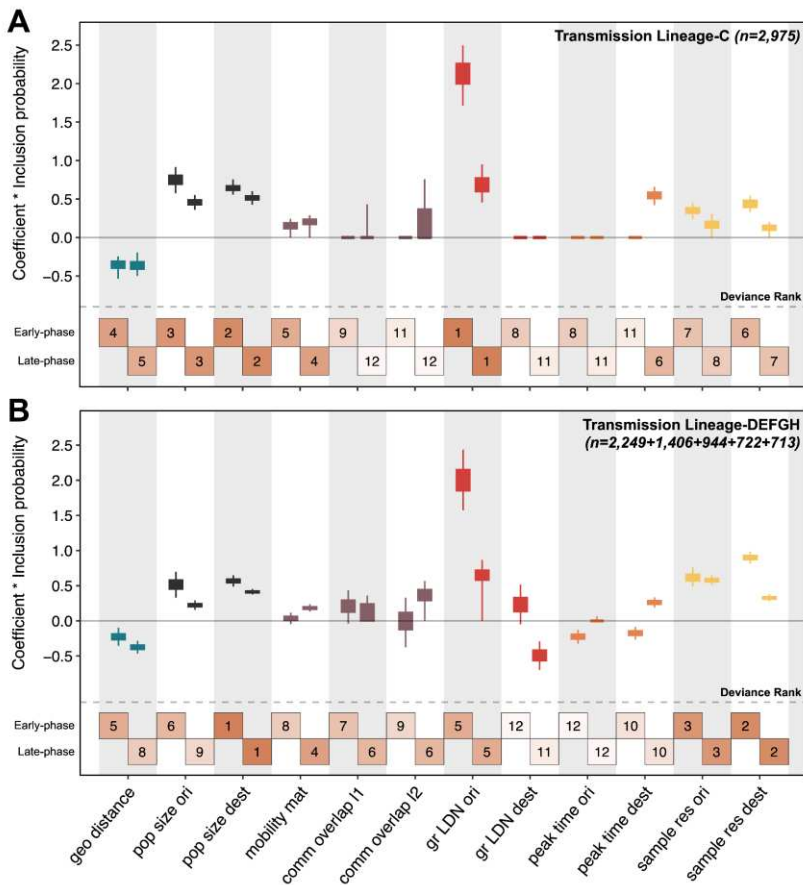 A
Transmission Lineage-C (n=2,975)
Coefficient * Inclusion probability
2.5
2.0
1.5
1.0
0.5
0.0
−0.5
Deviance Rank
Early-phase 4 3 2 5 9 11 1 8 8 11 7 6
Late-phase 5 3 2 4 12 12 1 11 11 6 8 7
B
Transmission Lineage-DEFGH
(n=2,249+1,406+944+722+713)
Coefficient * Inclusion probability
2.5
2.0
1.5
1.0
0.5
0.0
−0.5
Deviance Rank
Early-phase 5 6 1 8 7 9 5 12 12 10 3 2
Late-phase 8 9 1 4 6 6 5 11 12 10 3 2
geo distance
pop size ori
pop size dest
mobility mat
comm overlap l1
comm overlap l2
gr LDN ori
gr LDN dest
peak time ori
peak time dest
sample res ori
sample res dest